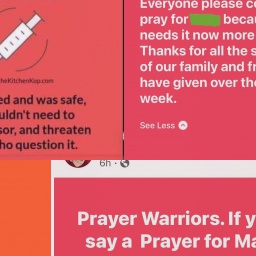 heKitchenKup.com
ed and was safe,
uldn't need to
sor, and threaten
ho question it.
Everyone please co
pray for
becau
needs it now more
Thanks for all the s
of our family and fr
have given over the
week.
See Less
6h
Prayer Warriors. If y
say a Prayer for Ma